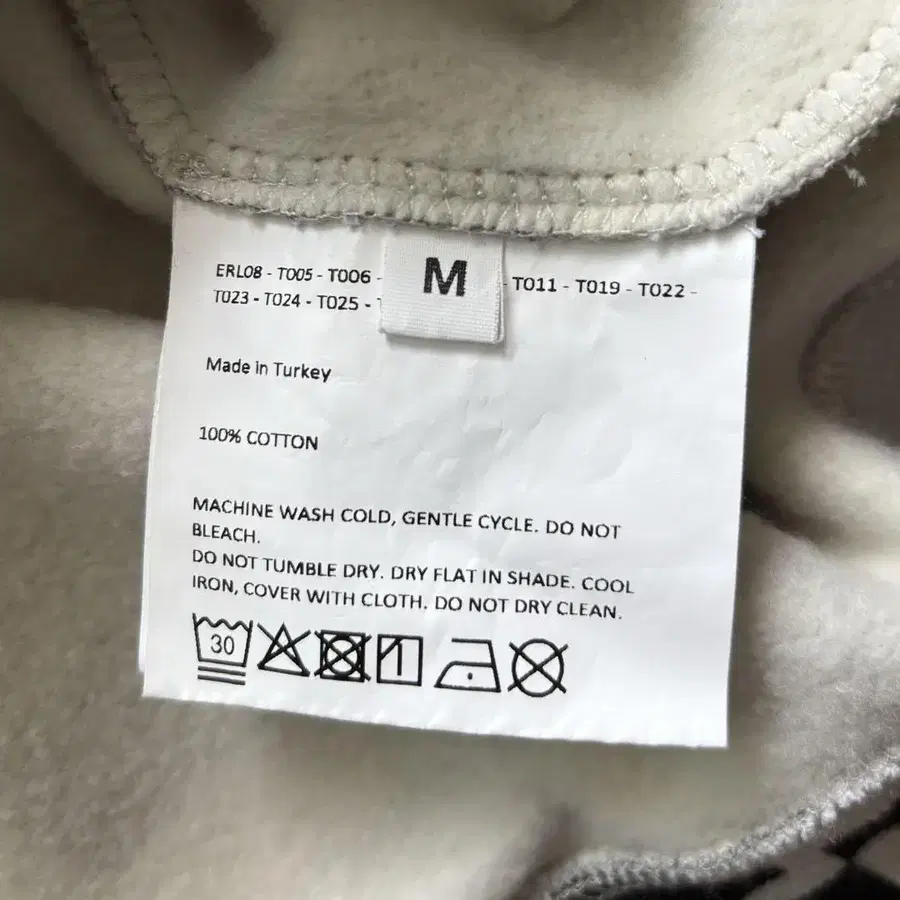 M
ERL08 - T005 - T006 - - T011 - T019 - T022 -
T023 - T024 - T025 -
Made in Turkey
100% COTTON
MACHINE WASH COLD, GENTLE CYCLE. DO NOT
BLEACH.
DO NOT TUMBLE DRY. DRY FLAT IN SHADE. COOL
IRON, COVER WITH CLOTH. DO NOT DRY CLEAN.
30